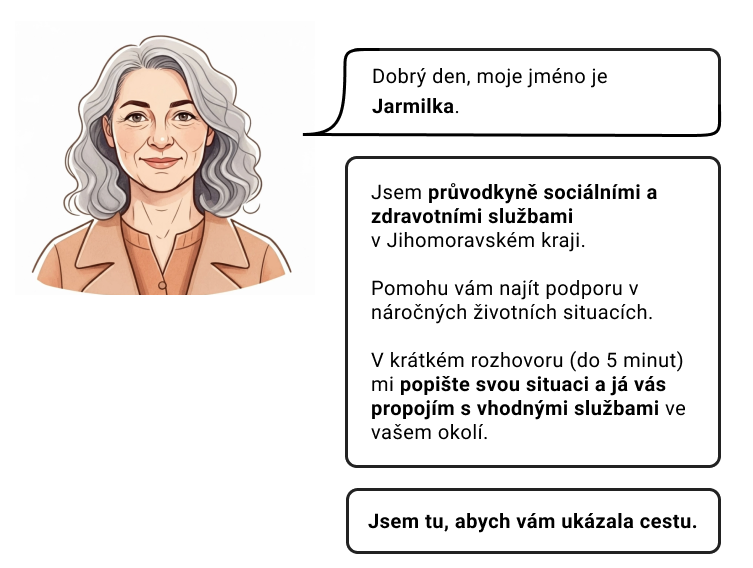 Dobrý den, moje jméno je
Jarmilka.
Jsem průvodkyně sociálními a
zdravotními službami
v Jihomoravském kraji.
Pomohu vám najít podporu v
náročných životních situacích.
V krátkém rozhovoru (do 5 minut)
mi popište svou situaci a já vás
propojím s vhodnými službami ve
vašem okolí.
Jsem tu, abych vám ukázala cestu.